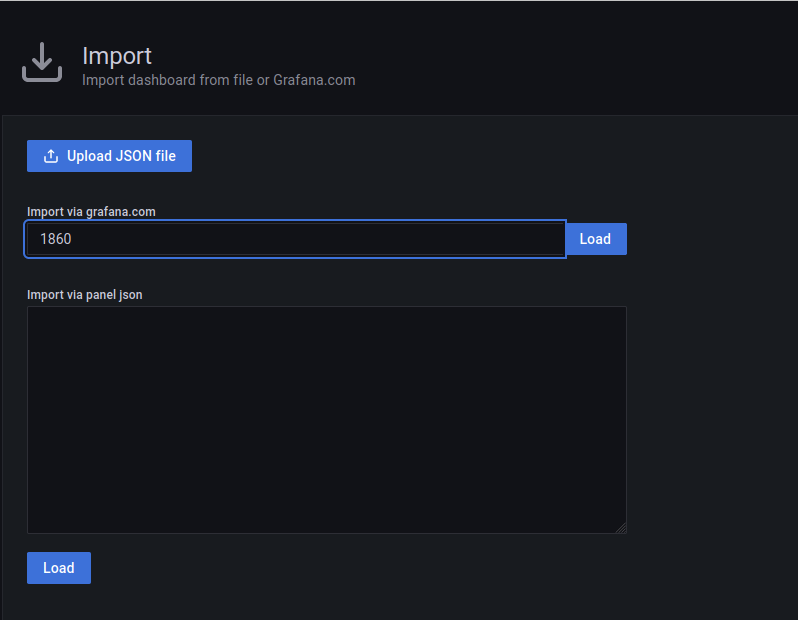 Import
Import dashboard from file or Grafana.com
Upload JSON file
Import via grafana.com
1860
Load
Import via panel json
Load